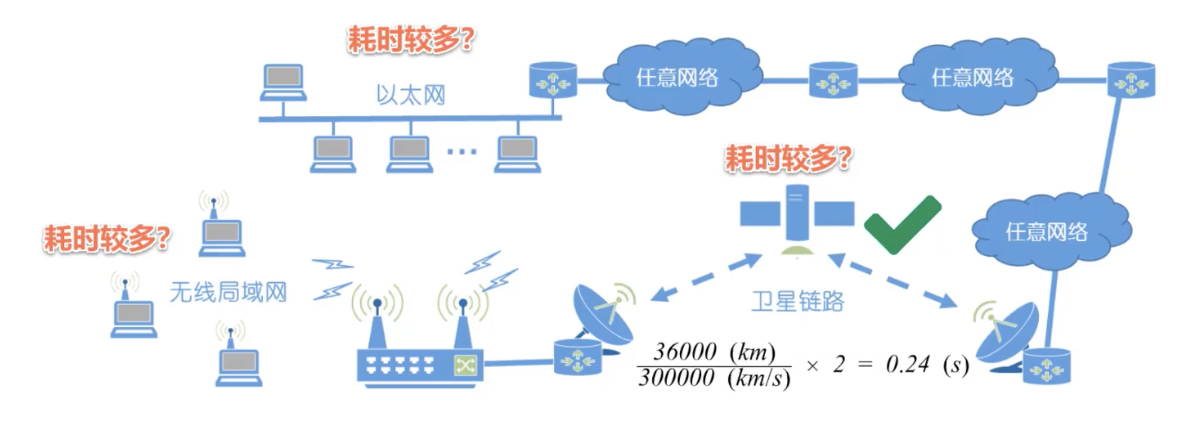 耗时较多?
以太网
任意网络
任意网络
...
耗时较多?
耗时较多?
任意网络
无线局域网
卫星链路
36000 (km)
300000 (km/s)
× 2 = 0.24 (s)